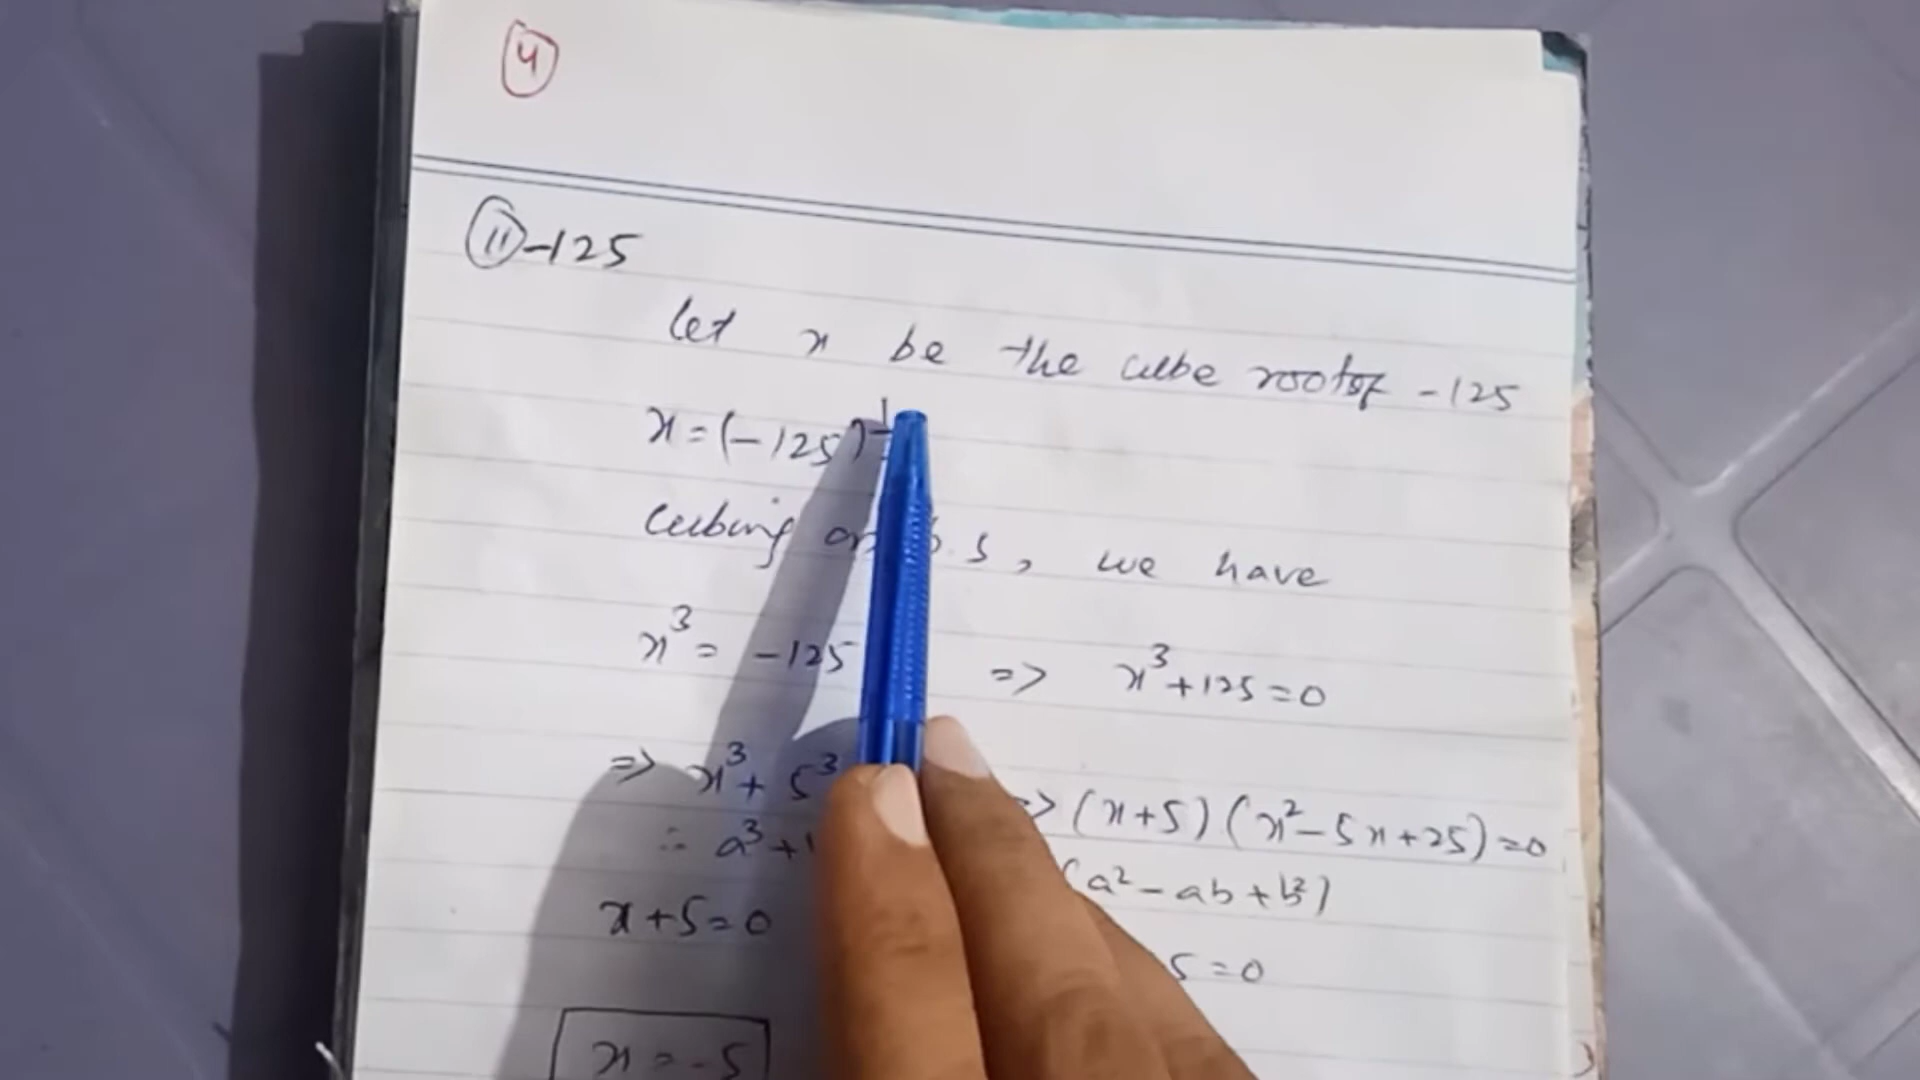 4
(ii) -125
Let x be the cube root of -125
x = (-125)
Cubing on b.s, we have
x³ = -125 => x³ + 125 = 0
=> x³ + 5³ => (x+5)(x² - 5x + 25) = 0
∴ a³ + (a² - ab + b²)
x + 5 = 0 5 = 0
x = -5